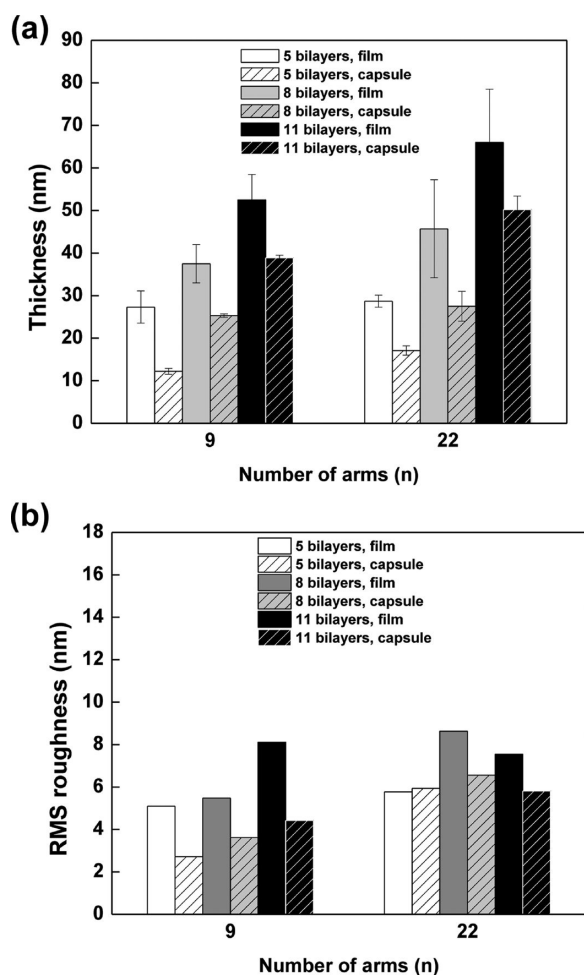 (a)
90
80
70
60
50
40
30
20
10
0
Thickness (nm)
5 bilayers, film
5 bilayers, capsule
8 bilayers, film
8 bilayers, capsule
11 bilayers, film
11 bilayers, capsule
9 22
Number of arms (n)
(b)
18
16
14
12
10
8
6
4
2
0
RMS roughness (nm)
5 bilayers, film
5 bilayers, capsule
8 bilayers, film
8 bilayers, capsule
11 bilayers, film
11 bilayers, capsule
9 22
Number of arms (n)